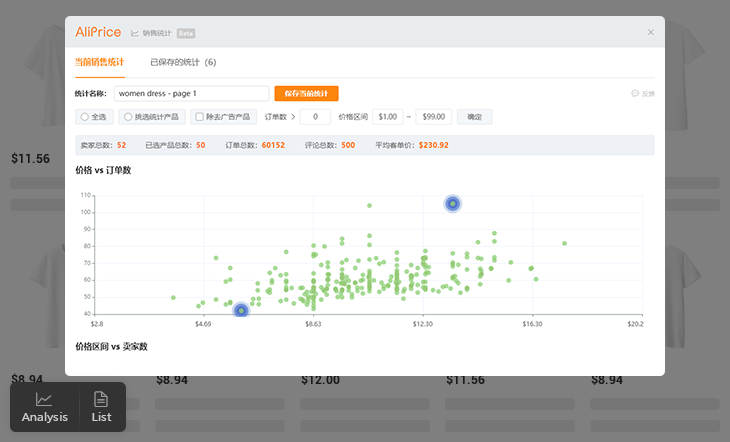 AliPrice 销售统计 Beta ×
当前销售统计 已保存的统计 (6)
统计名称: women dress - page 1 保存当前统计 反馈
全选 挑选统计产品 除去广告产品 订单数 > 0 价格区间 $1.00 – $99.00 确定
卖家总数: 52 已选产品总数: 50 订单总数: 60152 评论总数: 500 平均客单价: $230.92
价格 vs 订单数
110
100
90
80
70
60
50
40
$2.8 $4.69 $8.63 $12.30 $16.30 $20.2
价格区间 vs 卖家数
$11.56
$8.94 $8.94 $12.00 $11.56 $8.94
Analysis List